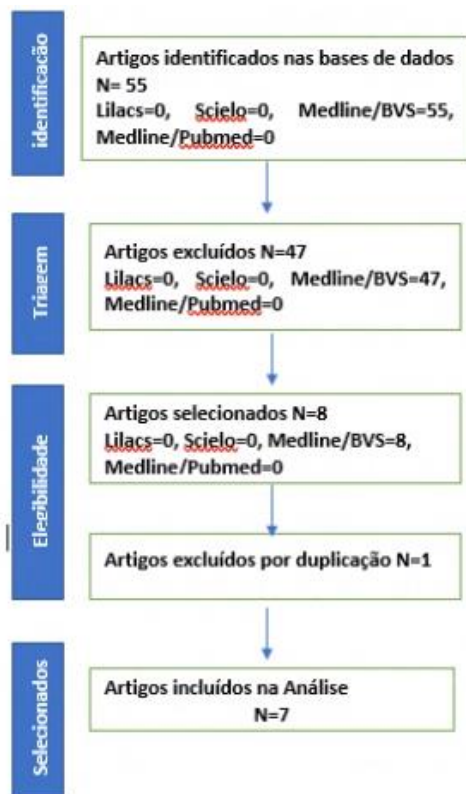 identificação
Artigos identificados nas bases de dados
N= 55
Lilacs=0, Scielo=0, Medline/BVS=55,
Medline/Pubmed=0
Triagem
Artigos excluídos N=47
Lilacs=0, Scielo=0, Medline/BVS=47,
Medline/Pubmed=0
Elegibilidade
Artigos selecionados N=8
Lilacs=0, Scielo=0, Medline/BVS=8,
Medline/Pubmed=0
Artigos excluídos por duplicação N=1
Selecionados
Artigos incluídos na Análise
N=7